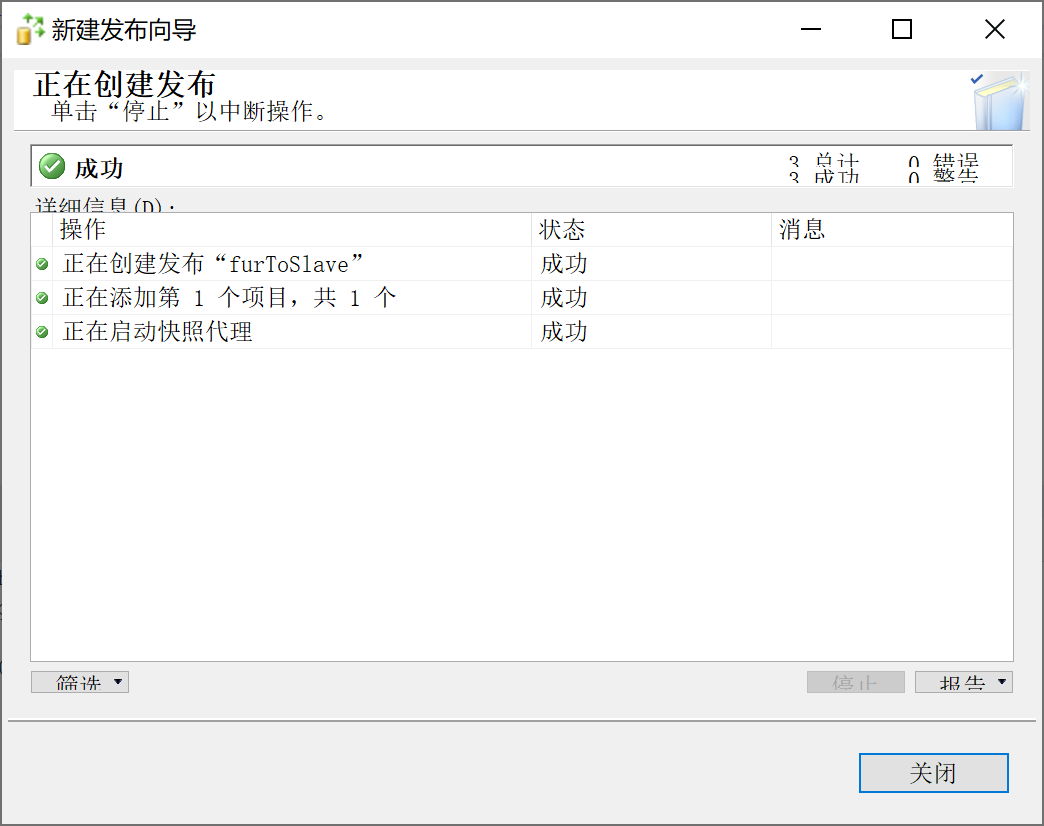 新建发布向导
正在创建发布
单击“停止”以中断操作。
成功
3 总计 0 错误
3 成功 0 警告
详细信息(D):
操作 状态 消息
正在创建发布“furToSlave” 成功
正在添加第 1 个项目，共 1 个 成功
正在启动快照代理 成功
筛选 停止 报告
关闭